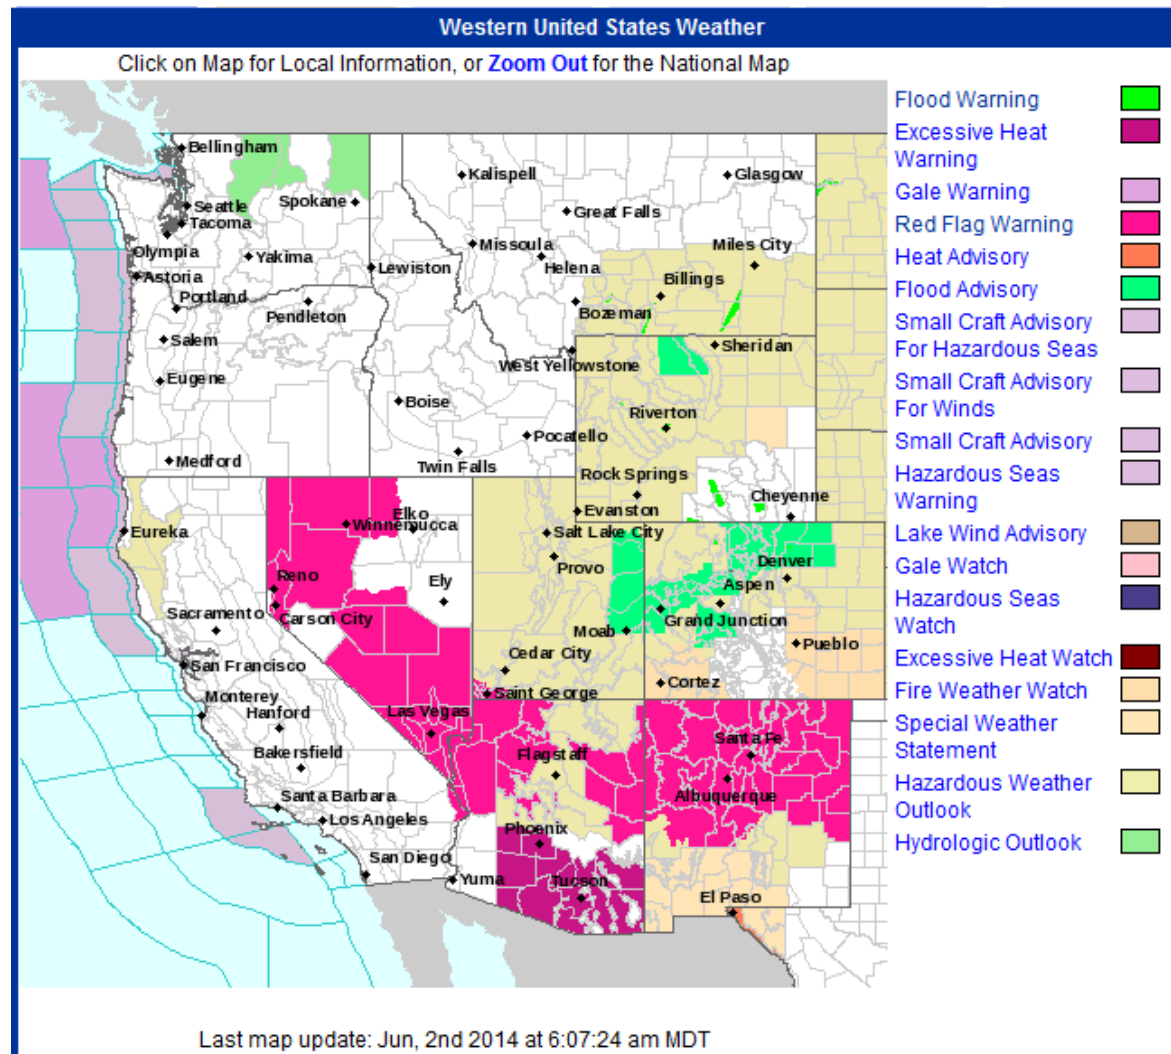 Western United States Weather
Click on Map for Local Information, or Zoom Out for the National Map
Bellingham
Seattle
Tacoma
Olympia
Spokane
Yakima
Astoria
Portland
Pendleton
Lewiston
Salem
Eugene
Medford
Kalispell
Glasgow
Great Falls
Missoula
Helena
Miles City
Billings
Bozeman
West Yellowstone
Sheridan
Boise
Pocatello
Twin Falls
Riverton
Rock Springs
Cheyenne
Evanston
Eureka
Elko
Winnemucca
Salt Lake City
Provo
Denver
Aspen
Reno
Ely
Carson City
Sacramento
Grand Junction
Moab
Pueblo
San Francisco
Cedar City
Cortez
Saint George
Monterey
Hanford
Las Vegas
Bakersfield
Flagstaff
Santa Fe
Albuquerque
Santa Barbara
Los Angeles
Phoenix
San Diego
Yuma
Tucson
El Paso
Flood Warning
Excessive Heat
Warning
Gale Warning
Red Flag Warning
Heat Advisory
Flood Advisory
Small Craft Advisory
For Hazardous Seas
Small Craft Advisory
For Winds
Small Craft Advisory
Hazardous Seas
Warning
Lake Wind Advisory
Gale Watch
Hazardous Seas
Watch
Excessive Heat Watch
Fire Weather Watch
Special Weather
Statement
Hazardous Weather
Outlook
Hydrologic Outlook
Last map update: Jun, 2nd 2014 at 6:07:24 am MDT